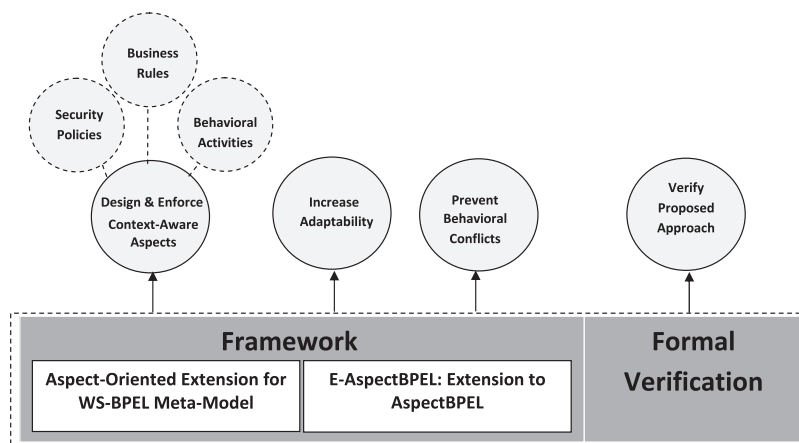 Business
Rules
Security
Policies
Behavioral
Activities
Design & Enforce
Context-Aware
Aspects
Increase
Adaptability
Prevent
Behavioral
Conflicts
Verify
Proposed
Approach
Framework
Aspect-Oriented Extension for
WS-BPEL Meta-Model
E-AspectBPEL: Extension to
AspectBPEL
Formal
Verification